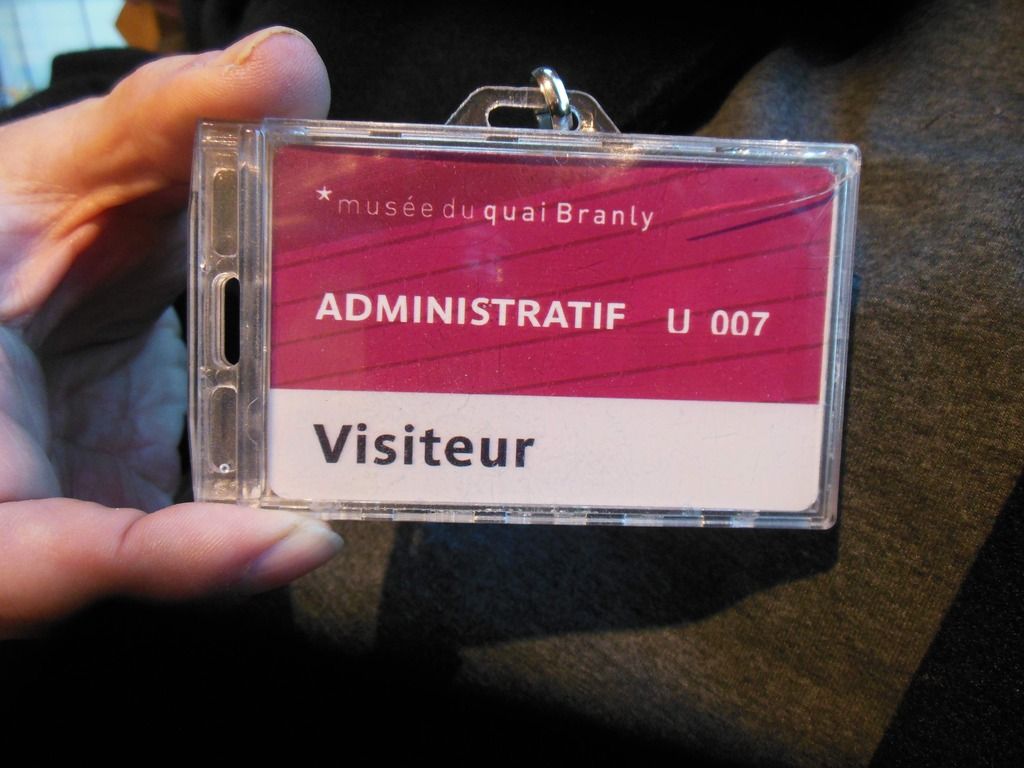 *musée du quai Branly
ADMINISTRATIF U 007
Visiteur